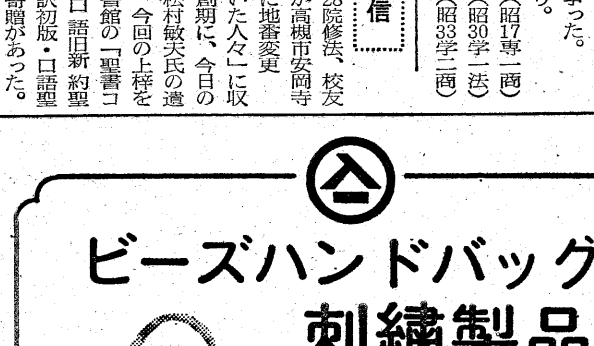 なった。
。
(昭17専一商)
(昭30学一法)
(昭33学二商)
信
28院修法、校友
が高槻市安岡寺
に地番変更
いた人々」に収
創期に、今日の
松村敏夫氏の遺
今回の上梓を
書館の「聖書コ
口語旧新約聖
訳初版・口語聖
寄贈があった。
ビーズハンドバッグ
刺繍製品